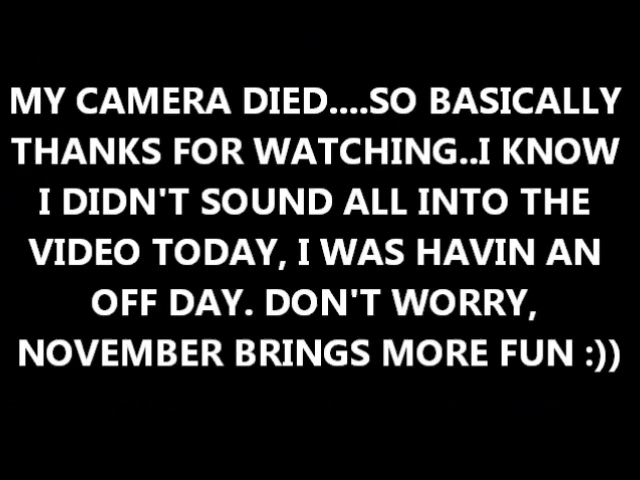 MY CAMERA DIED....SO BASICALLY
THANKS FOR WATCHING..I KNOW
I DIDN'T SOUND ALL INTO THE
VIDEO TODAY, I WAS HAVIN AN
OFF DAY. DON'T WORRY,
NOVEMBER BRINGS MORE FUN :))